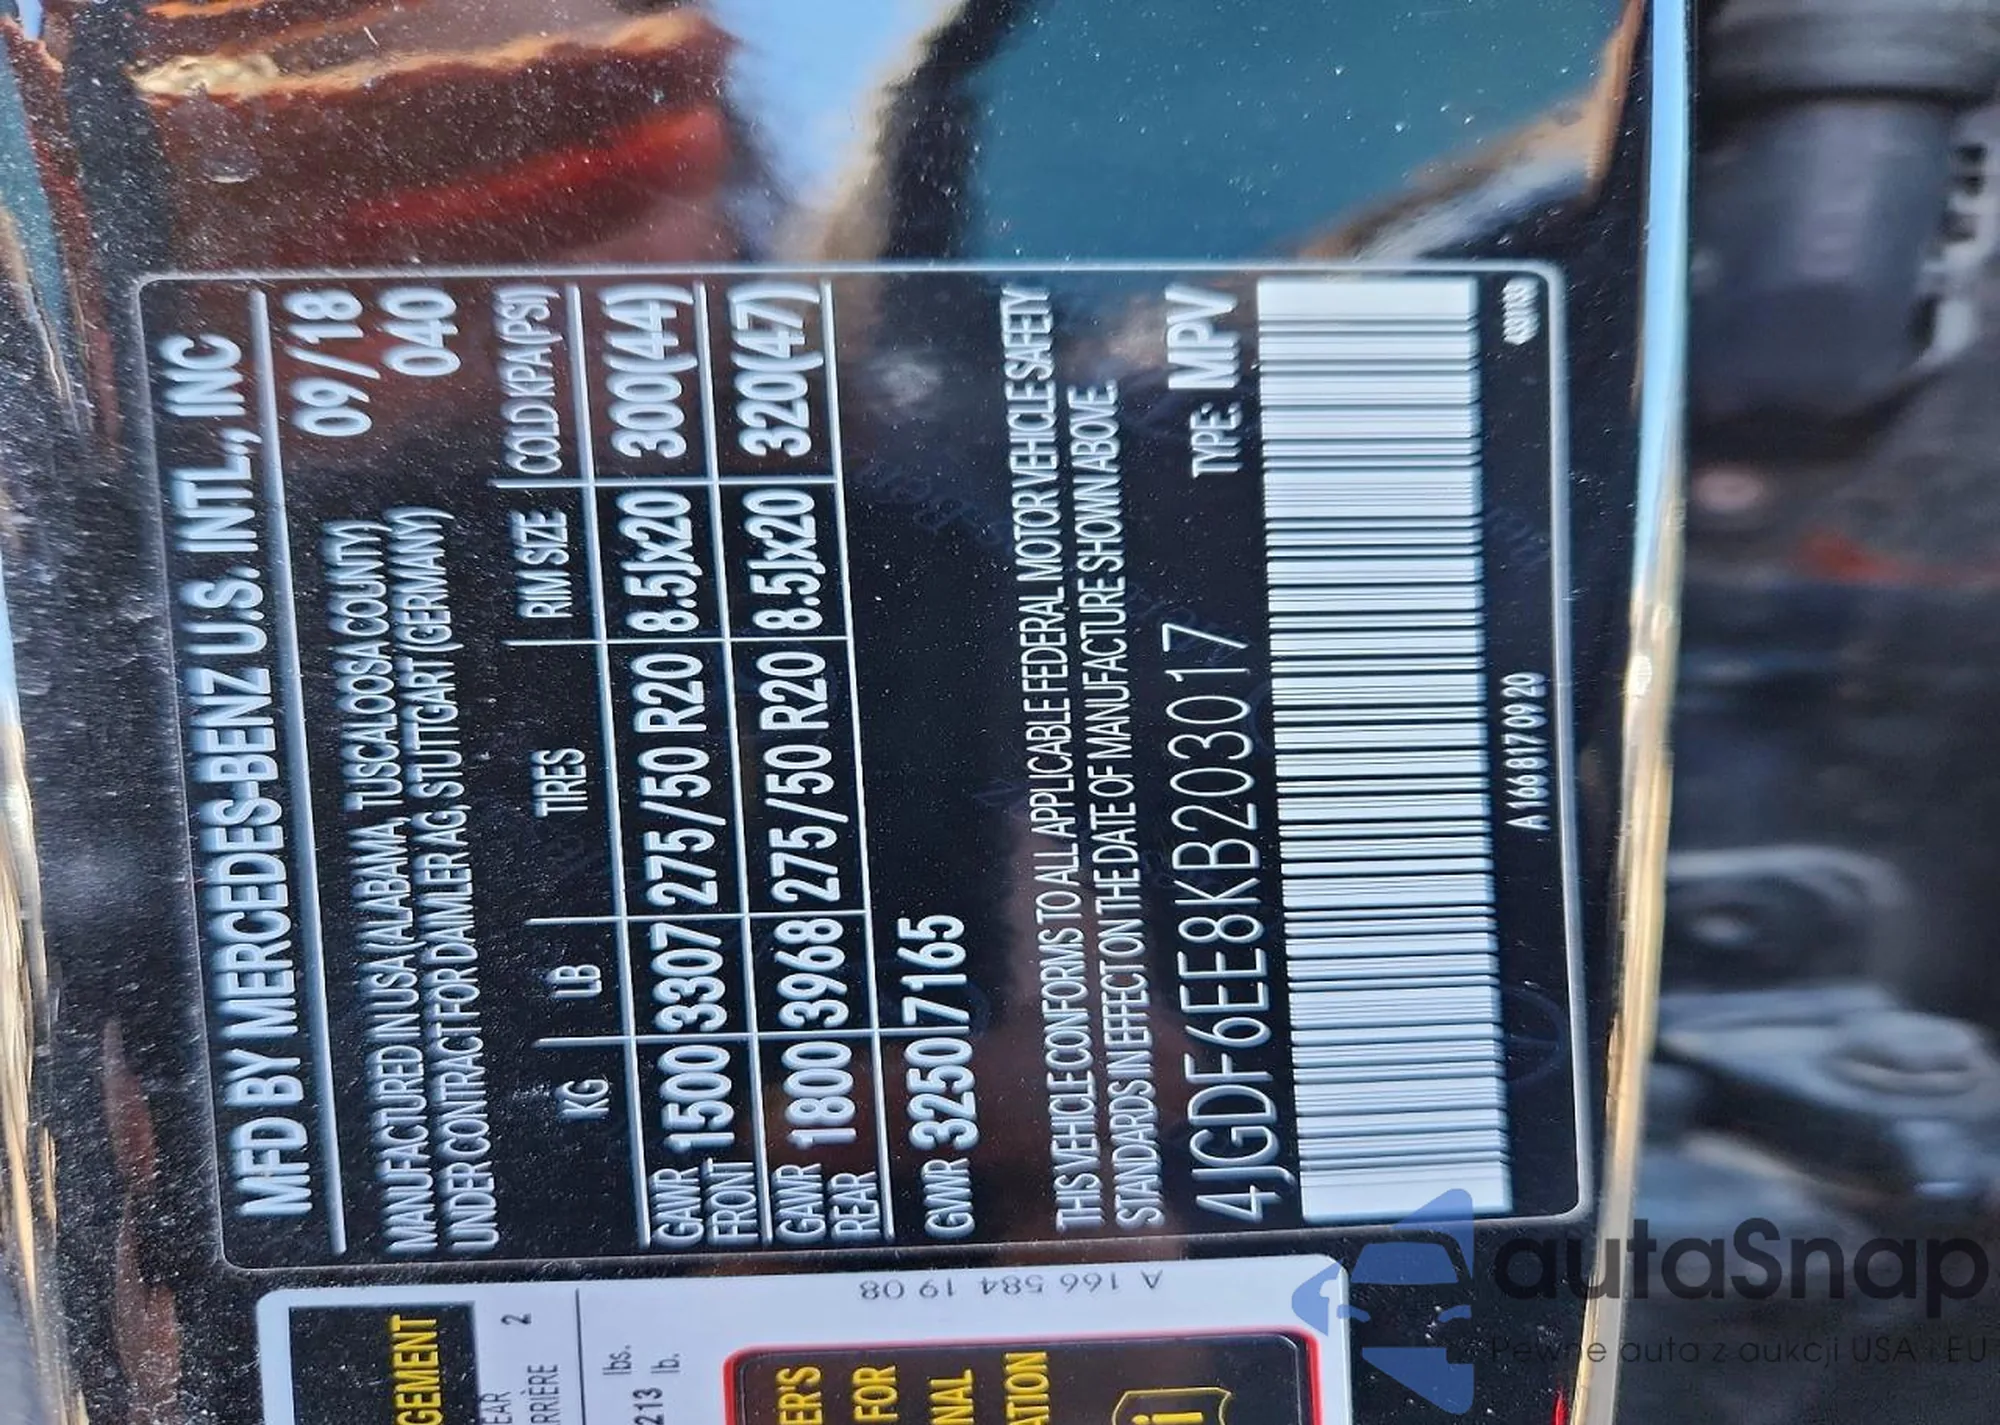 MFD BY MERCEDES-BENZ U.S. INTL., INC
09/18
MANUFACTURED IN USA (ALABAMA, TUSCALOOSA COUNTY)
040
UNDER CONTRACT FOR DAIMLER AG, STUTTGART (GERMANY)
KG LB TIRES RIM SIZE COLD KPA(PSI)
GAWR FRONT 1500 3307 275/50 R20 8.5Jx20 300(44)
GAWR REAR 1800 3968 275/50 R20 8.5Jx20 320(47)
GVWR 3250 7165
THIS VEHICLE CONFORMS TO ALL APPLICABLE FEDERAL MOTOR VEHICLE SAFETY
STANDARDS IN EFFECT ON THE DATE OF MANUFACTURE SHOWN ABOVE.
4JGDF6EE8KB203017 TYPE: MPV
A 166 817 09 20
A 166 584 19 08
GEMENT
EAR 2
RRIÈRE
lbs.
213 lb.
ER'S
FOR
NAL
ATION
i
autaSnap
Pewne auta z aukcji USA i EU